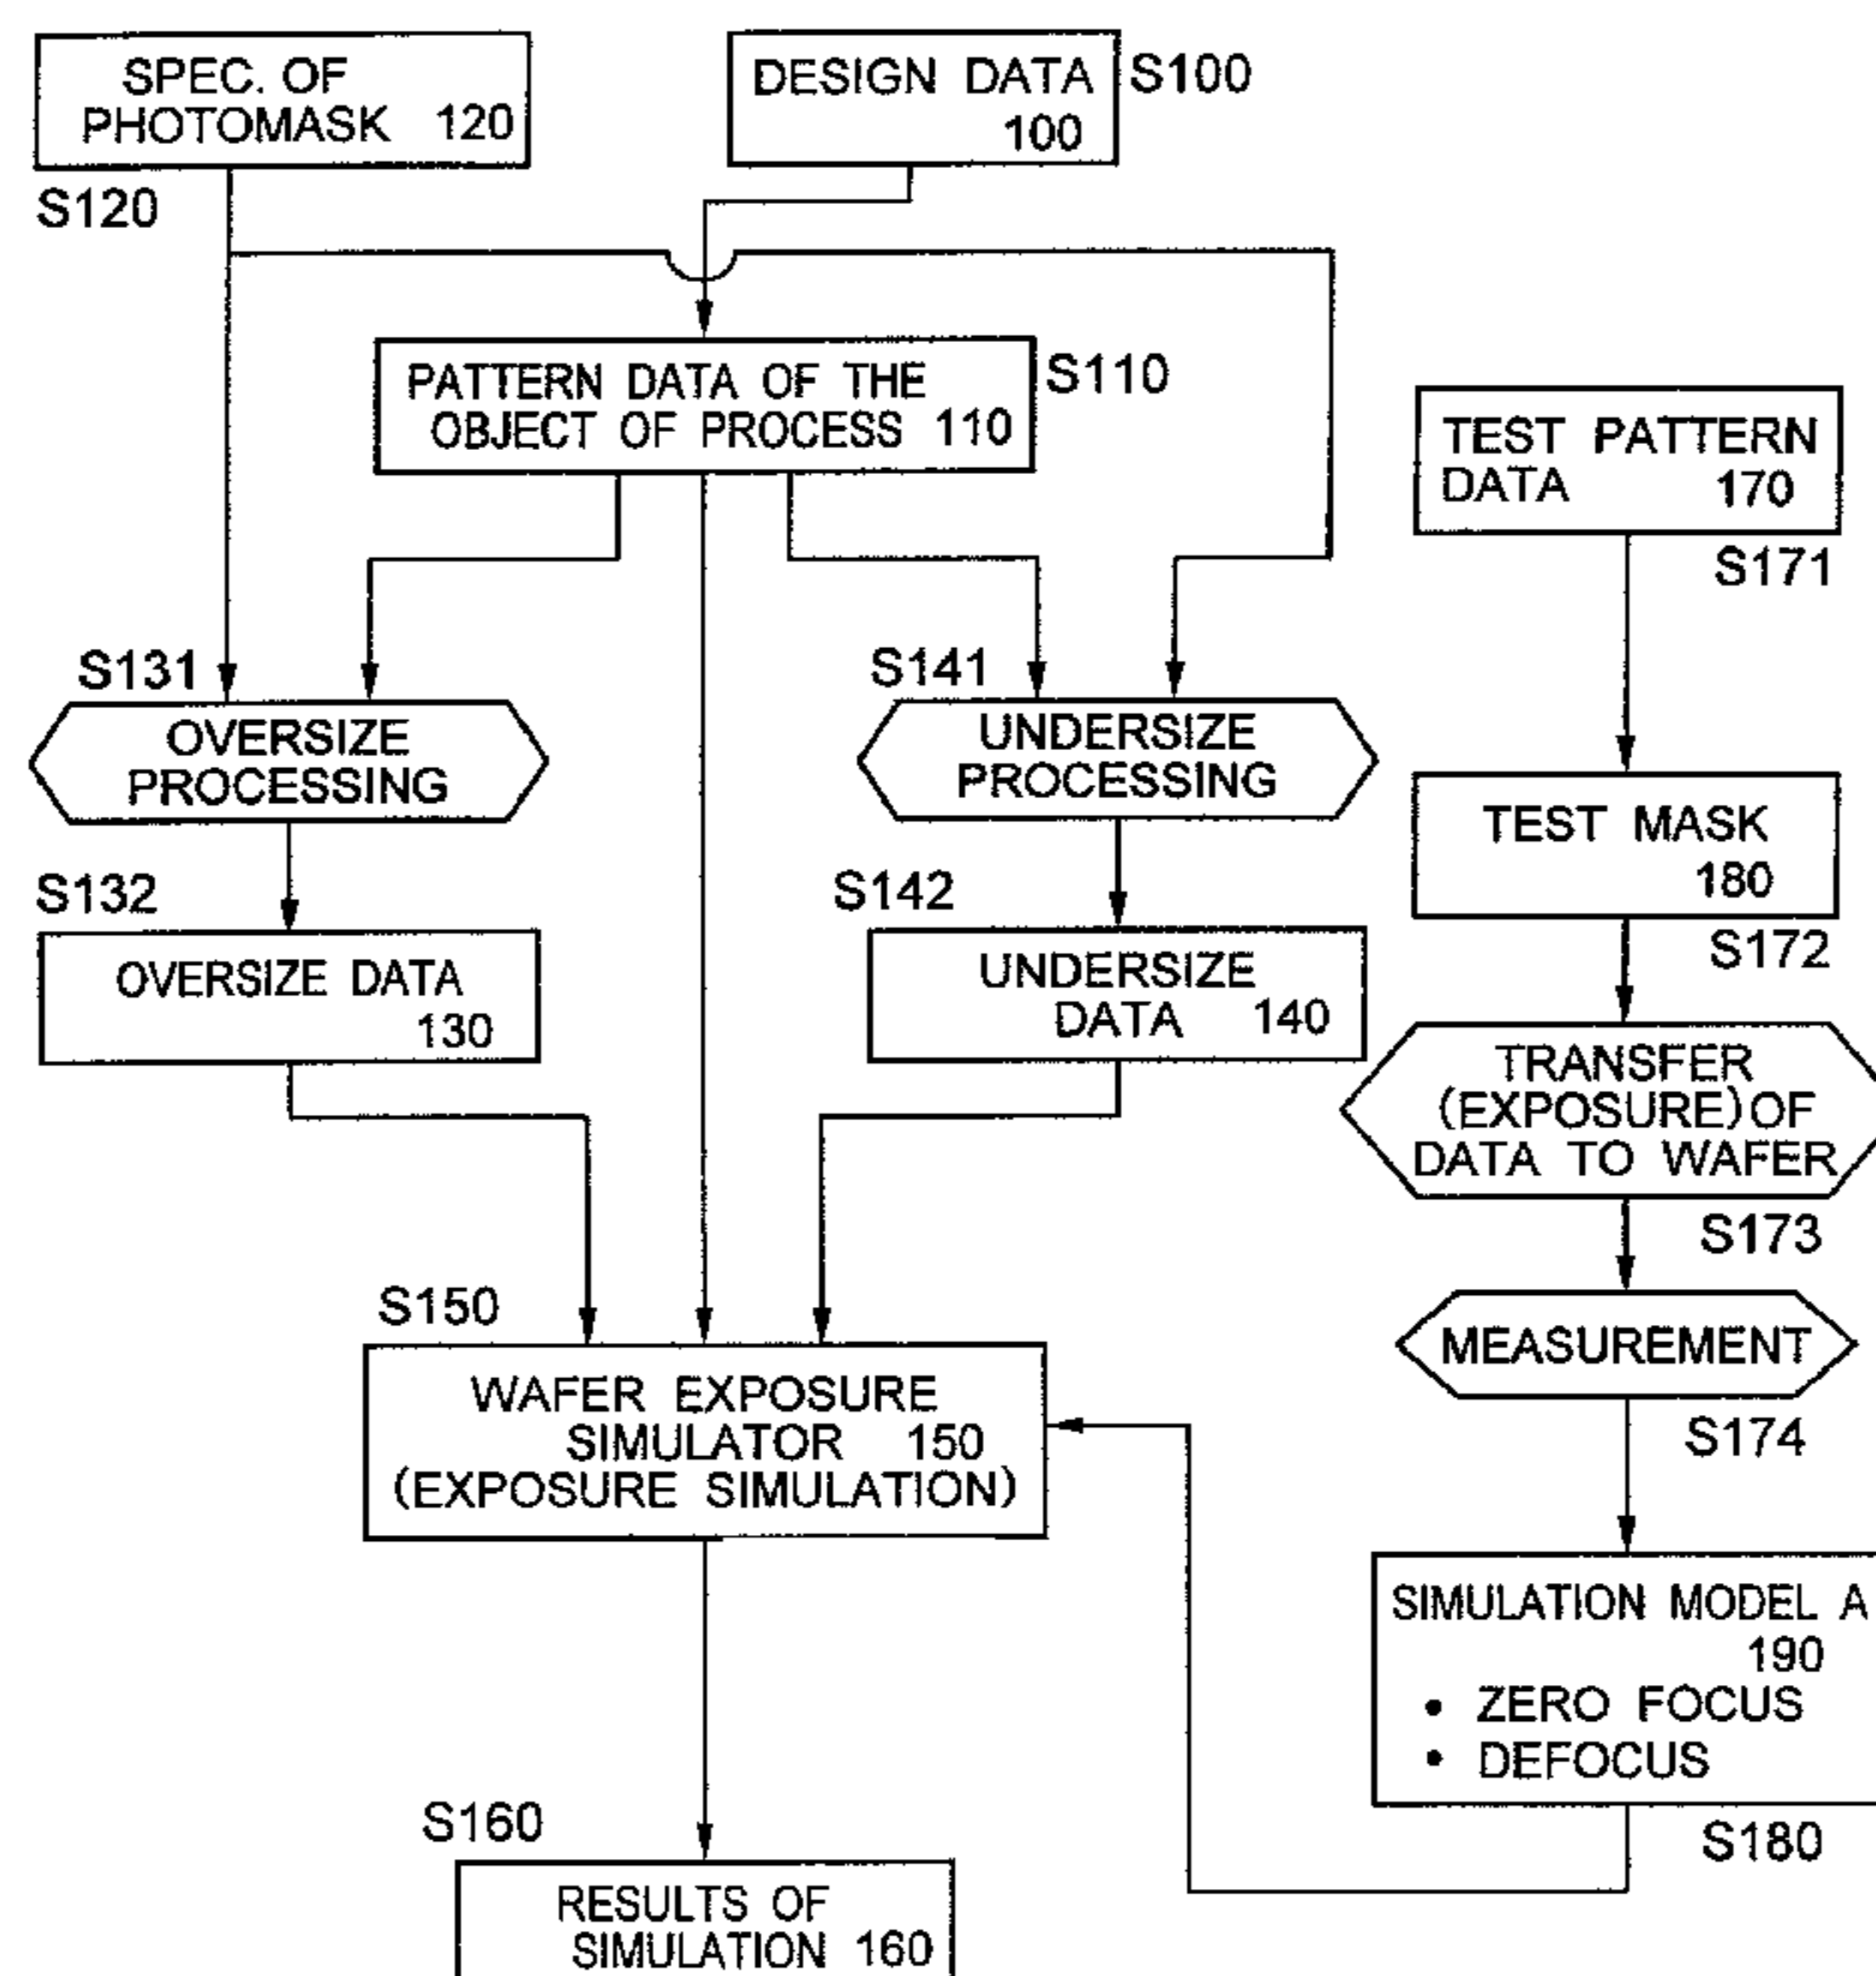 SPEC. OF
PHOTOMASK 120
S120
DESIGN DATA
100
S100
PATTERN DATA OF THE
OBJECT OF PROCESS 110
S110
TEST PATTERN
DATA 170
S171
S131
OVERSIZE
PROCESSING
S141
UNDERSIZE
PROCESSING
TEST MASK
180
S172
S132
OVERSIZE DATA
130
S142
UNDERSIZE
DATA 140
TRANSFER
(EXPOSURE) OF
DATA TO WAFER
S173
MEASUREMENT
S174
S150
WAFER EXPOSURE
SIMULATOR 150
(EXPOSURE SIMULATION)
SIMULATION MODEL A
190
• ZERO FOCUS
• DEFOCUS
S180
S160
RESULTS OF
SIMULATION 160